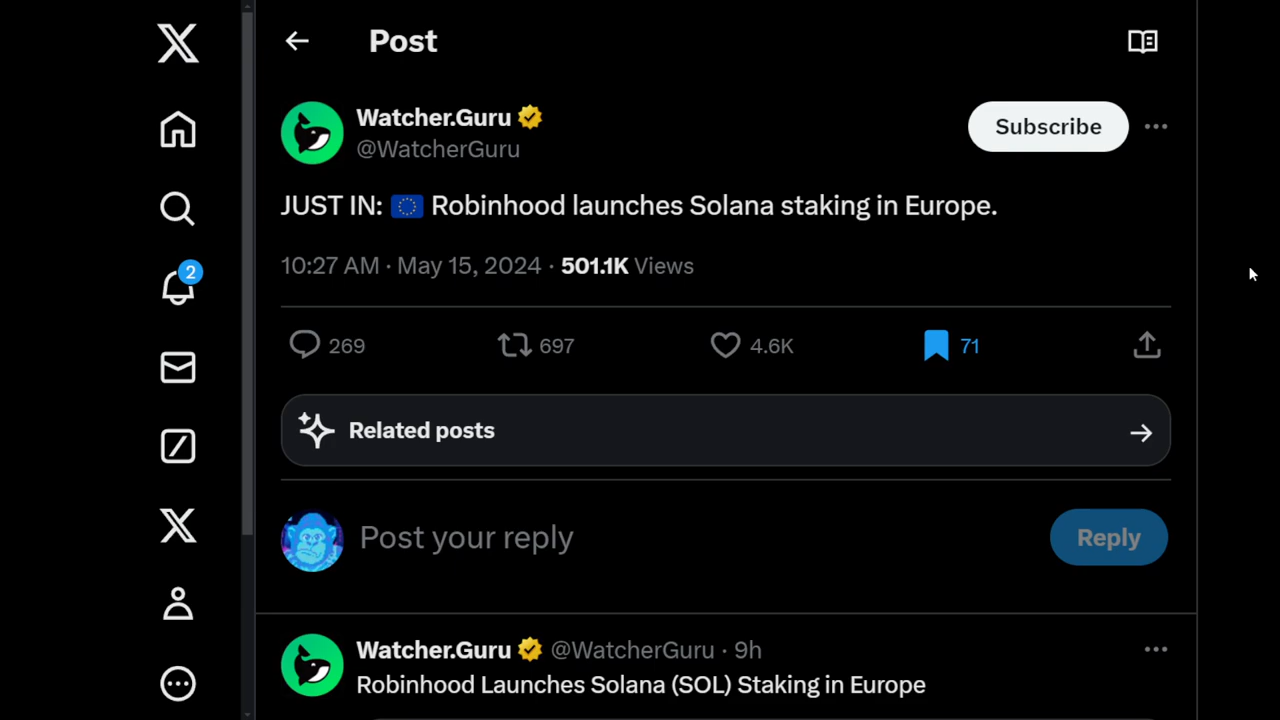 Post
Watcher.Guru
@WatcherGuru
Subscribe
JUST IN: 🇪🇺 Robinhood launches Solana staking in Europe.
10:27 AM · May 15, 2024 · 501.1K Views
2
269 697 4.6K 71
Related posts
Post your reply
Reply
Watcher.Guru @WatcherGuru · 9h
Robinhood Launches Solana (SOL) Staking in Europe